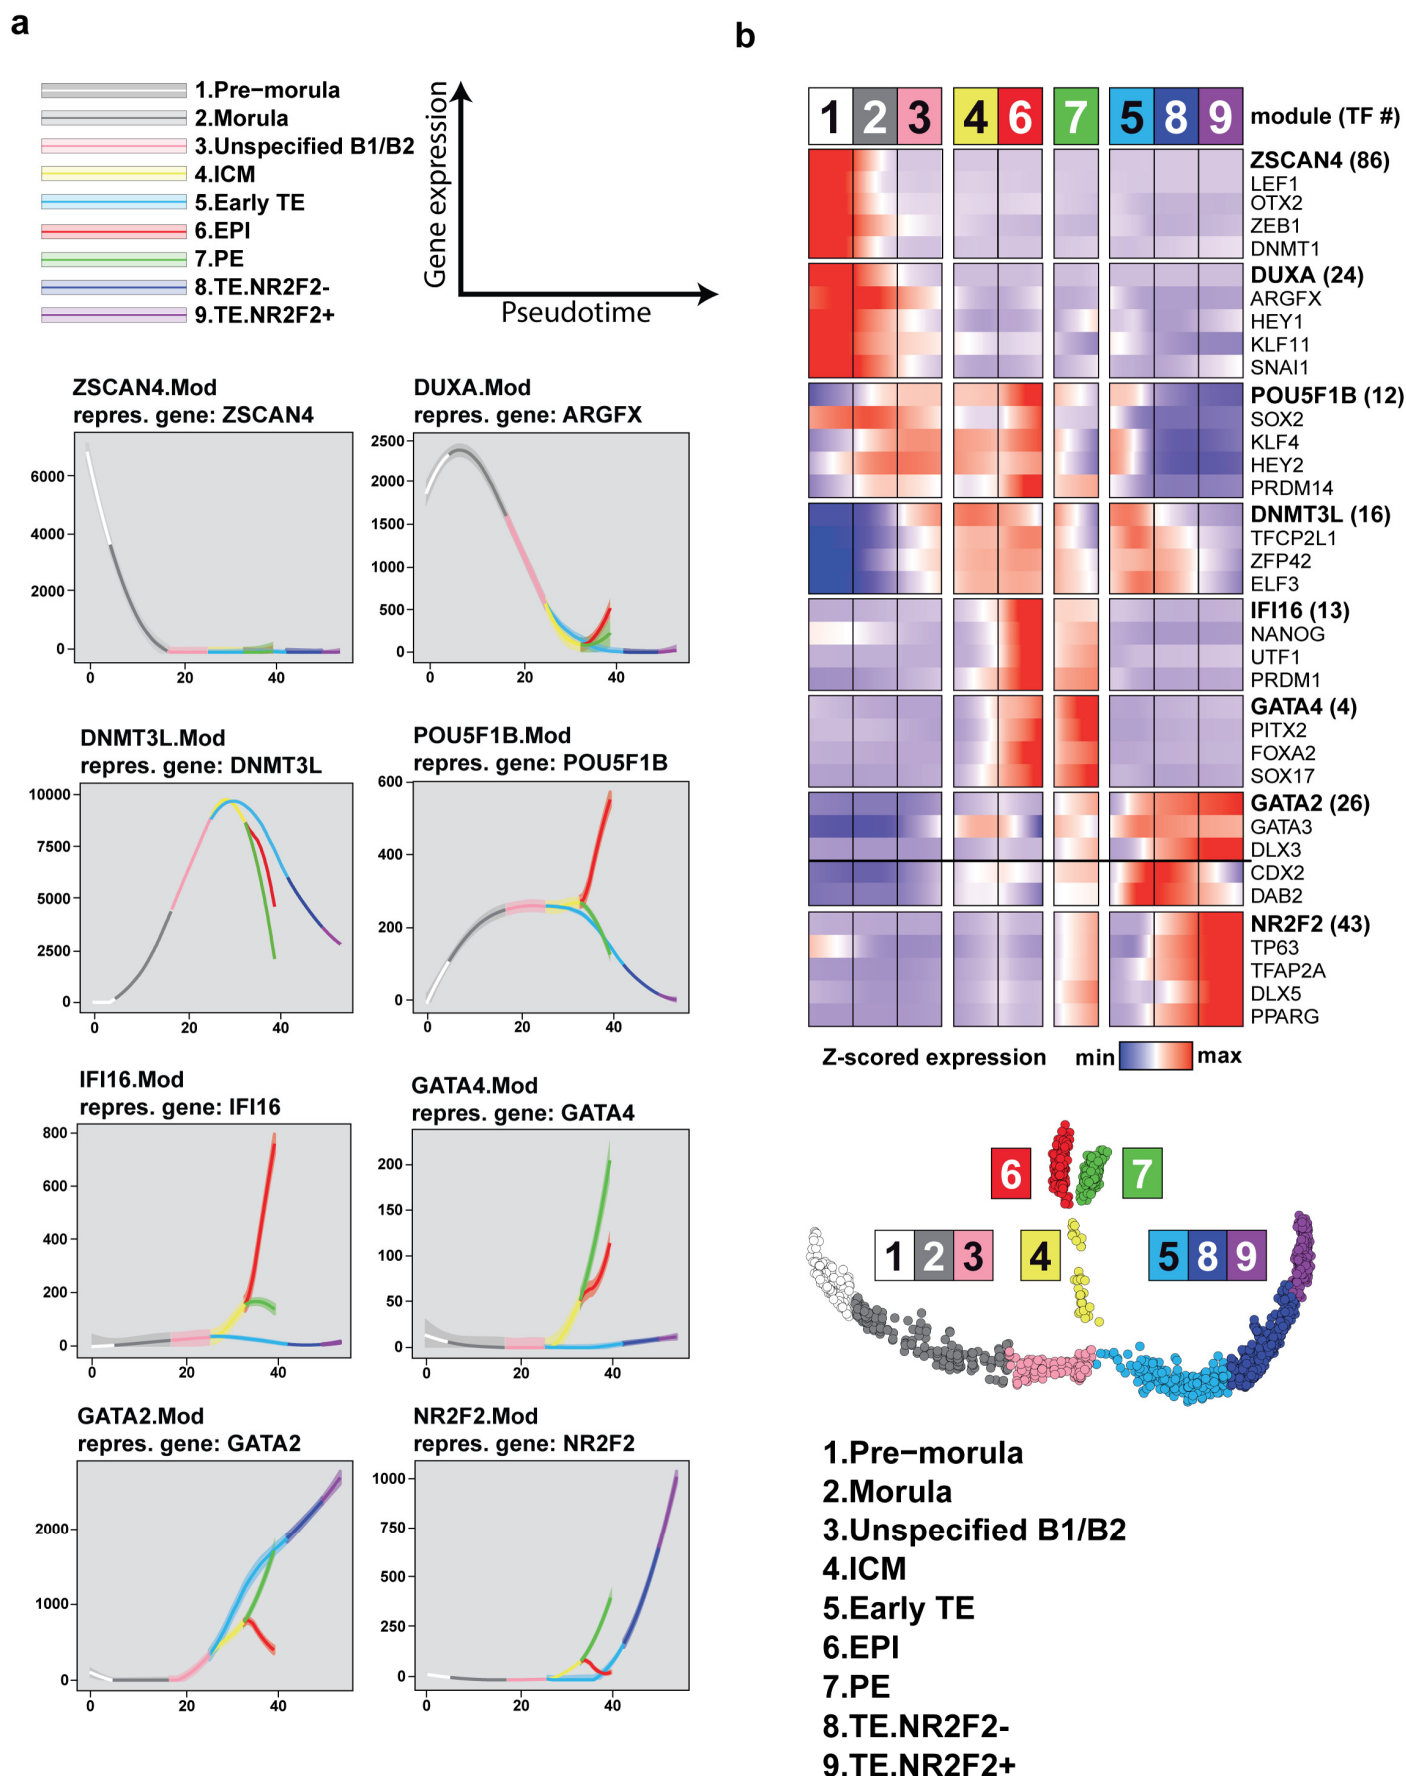 a
1.Pre−morula
2.Morula
3.Unspecified B1/B2
4.ICM
5.Early TE
6.EPI
7.PE
8.TE.NR2F2-
9.TE.NR2F2+
Gene expression
Pseudotime
ZSCAN4.Mod
repres. gene: ZSCAN4
6000
4000
2000
0
0 20 40
DUXA.Mod
repres. gene: ARGFX
2500
2000
1500
1000
500
0
0 20 40
DNMT3L.Mod
repres. gene: DNMT3L
10000
7500
5000
2500
0
0 20 40
POU5F1B.Mod
repres. gene: POU5F1B
600
400
200
0
0 20 40
IFI16.Mod
repres. gene: IFI16
800
600
400
200
0
0 20 40
GATA4.Mod
repres. gene: GATA4
200
150
100
50
0
0 20 40
GATA2.Mod
repres. gene: GATA2
2000
1000
0
0 20 40
NR2F2.Mod
repres. gene: NR2F2
1000
750
500
250
0
0 20 40
b
1 2 3 4 6 7 5 8 9 module (TF #)
ZSCAN4 (86)
LEF1
OTX2
ZEB1
DNMT1
DUXA (24)
ARGFX
HEY1
KLF11
SNAI1
POU5F1B (12)
SOX2
KLF4
HEY2
PRDM14
DNMT3L (16)
TFCP2L1
ZFP42
ELF3
IFI16 (13)
NANOG
UTF1
PRDM1
GATA4 (4)
PITX2
FOXA2
SOX17
GATA2 (26)
GATA3
DLX3
CDX2
DAB2
NR2F2 (43)
TP63
TFAP2A
DLX5
PPARG
Z-scored expression min max
6 7
1 2 3 4 5 8 9
1.Pre−morula
2.Morula
3.Unspecified B1/B2
4.ICM
5.Early TE
6.EPI
7.PE
8.TE.NR2F2-
9.TE.NR2F2+